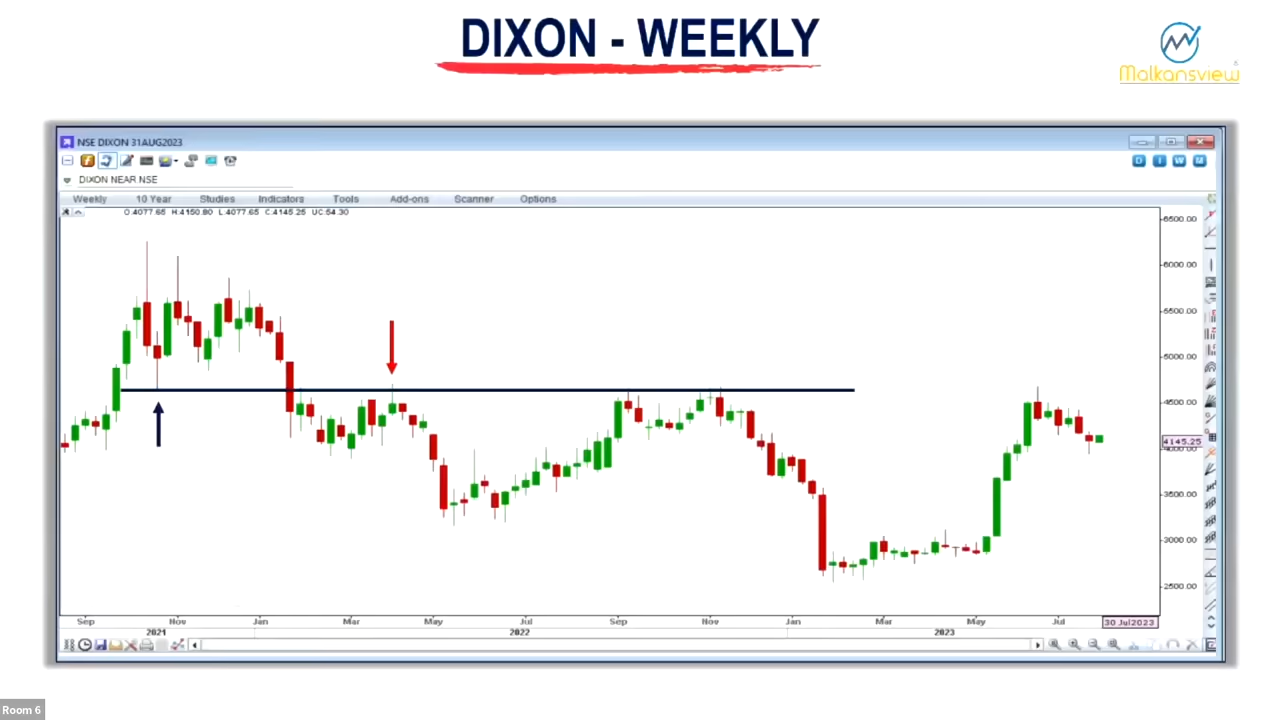 DIXON - WEEKLY
Malkansview
NSE DIXON 31AUG2023
D I W M
DIXON NEAR NSE
Weekly 10 Year Studies Indicators Tools Add-ons Scanner Options
O:4077.65 H:4150.80 L:4077.65 C:4145.25 UC:54.30
6500.00
6000.00
5500.00
5000.00
4500.00
4145.25
4000.00
3500.00
3000.00
2500.00
Sep Nov Jan Mar May Jul Sep Nov Jan Mar May Jul 30 Jul2023
2021 2022 2023
Room 6